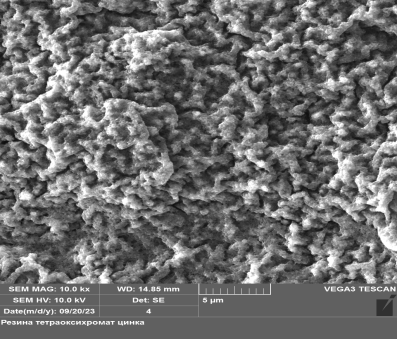 SEM MAG: 10.0 kx WD: 14.85 mm VEGA3 TESCAN
SEM HV: 10.0 kV Det: SE 5 µm
Date(m/d/y): 09/20/23 4
Резина тетраоксихромат цинка